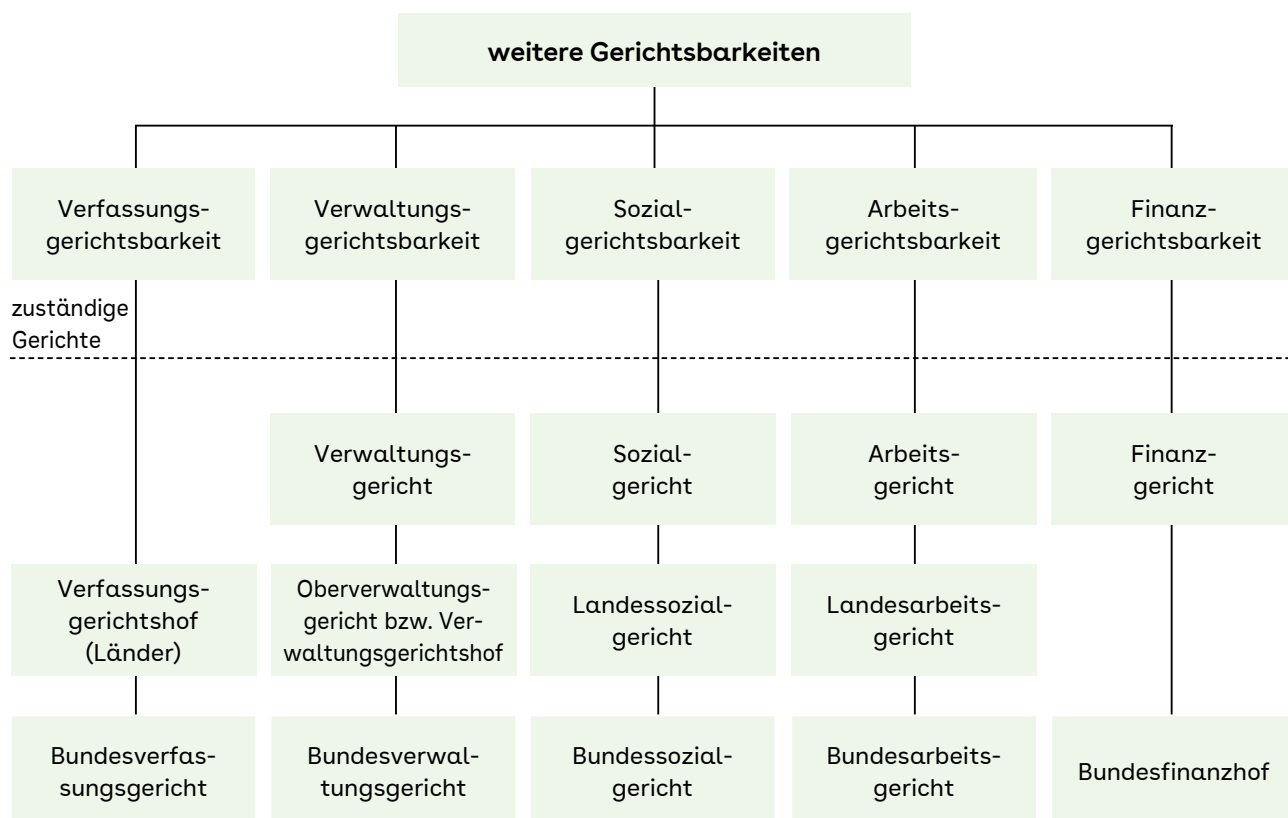 weitere Gerichtsbarkeiten
Verfassungs-
gerichtsbarkeit
Verwaltungs-
gerichtsbarkeit
Sozial-
gerichtsbarkeit
Arbeits-
gerichtsbarkeit
Finanz-
gerichtsbarkeit
zuständige
Gerichte
Verwaltungs-
gericht
Sozial-
gericht
Arbeits-
gericht
Finanz-
gericht
Verfassungs-
gerichtshof
(Länder)
Oberverwaltungs-
gericht bzw. Ver-
waltungsgerichtshof
Landessozial-
gericht
Landesarbeits-
gericht
Bundesverfas-
sungsgericht
Bundesverwal-
tungsgericht
Bundessozial-
gericht
Bundesarbeits-
gericht
Bundesfinanzhof